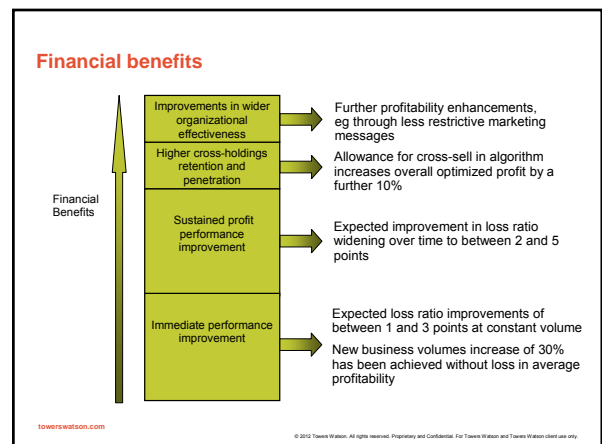 Financial benefits
Improvements in wider
organizational
effectiveness
Further profitability enhancements,
eg through less restrictive marketing
messages
Higher cross-holdings
retention and
penetration
Allowance for cross-sell in algorithm
increases overall optimized profit by a
further 10%
Financial
Benefits
Sustained profit
performance
improvement
Expected improvement in loss ratio
widening over time to between 2 and 5
points
Immediate performance
improvement
Expected loss ratio improvements of
between 1 and 3 points at constant volume
New business volumes increase of 30%
has been achieved without loss in average
profitability
towerswatson.com
© 2012 Towers Watson. All rights reserved. Proprietary and Confidential. For Towers Watson and Towers Watson client use only.